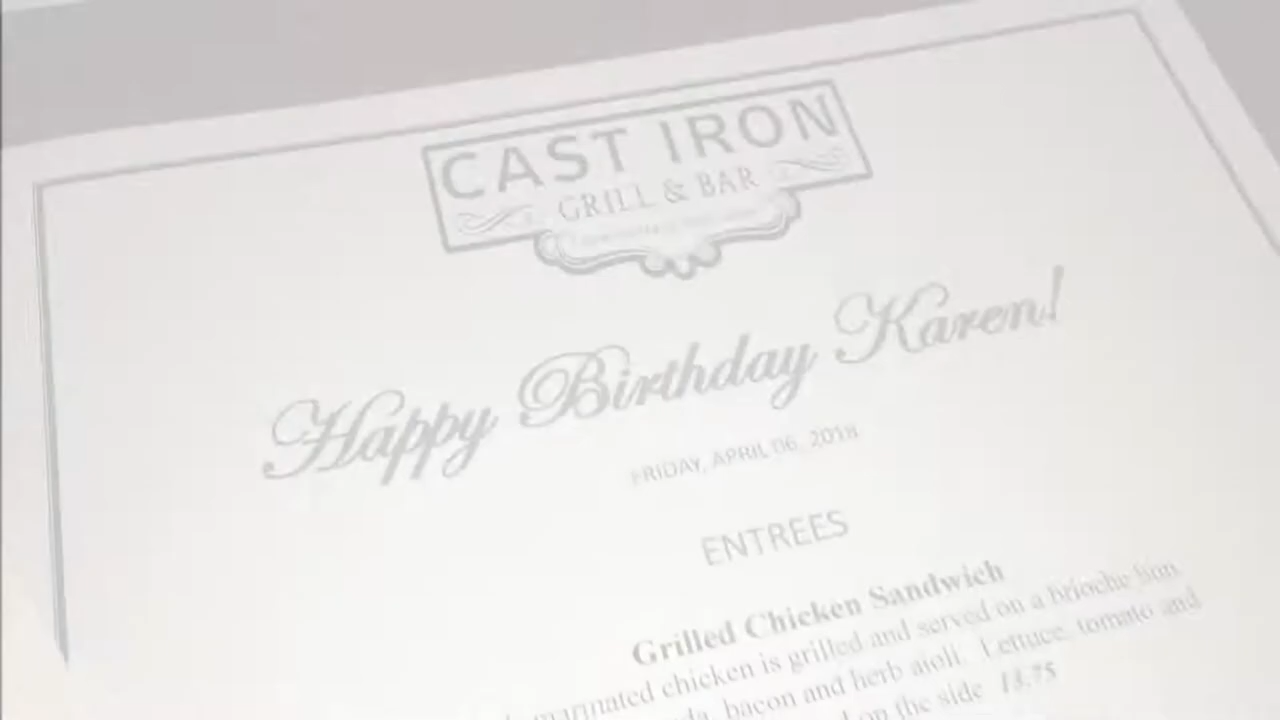 CAST IRON
GRILL & BAR
Happy Birthday Karen!
FRIDAY, APRIL 06, 2018
ENTREES
Grilled Chicken Sandwich
marinated chicken is grilled and served on a brioche bun
bacon and herb aioli. Lettuce, tomato and
on the side 13.75